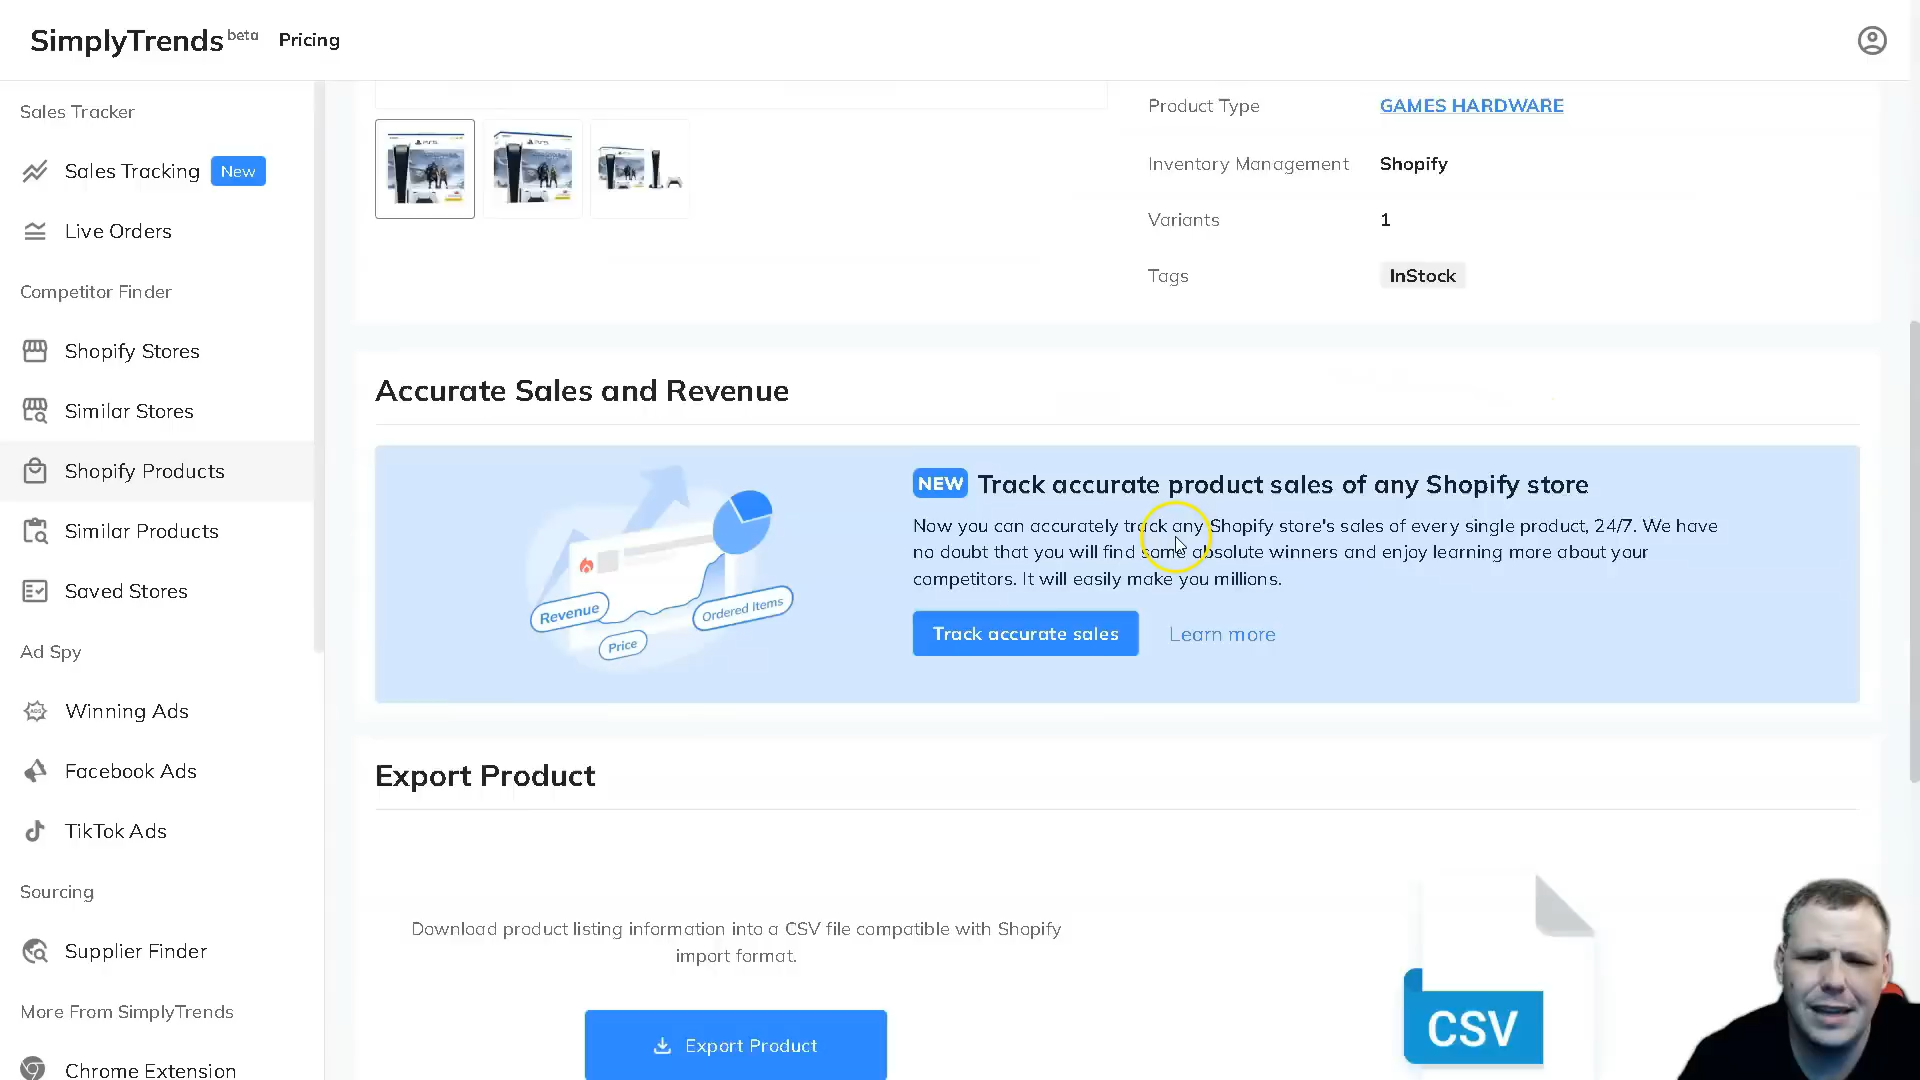 SimplyTrends beta
Pricing
Sales Tracker
Sales Tracking New
Live Orders
Competitor Finder
Shopify Stores
Similar Stores
Shopify Products
Similar Products
Saved Stores
Ad Spy
Winning Ads
Facebook Ads
TikTok Ads
Sourcing
Supplier Finder
More From SimplyTrends
Chrome Extension
Product Type GAMES HARDWARE
Inventory Management Shopify
Variants 1
Tags InStock
Accurate Sales and Revenue
Revenue
Price
Ordered Items
NEW Track accurate product sales of any Shopify store
Now you can accurately track any Shopify store's sales of every single product, 24/7. We have
no doubt that you will find some absolute winners and enjoy learning more about your
competitors. It will easily make you millions.
Track accurate sales
Learn more
Export Product
Download product listing information into a CSV file compatible with Shopify
import format.
Export Product
CSV